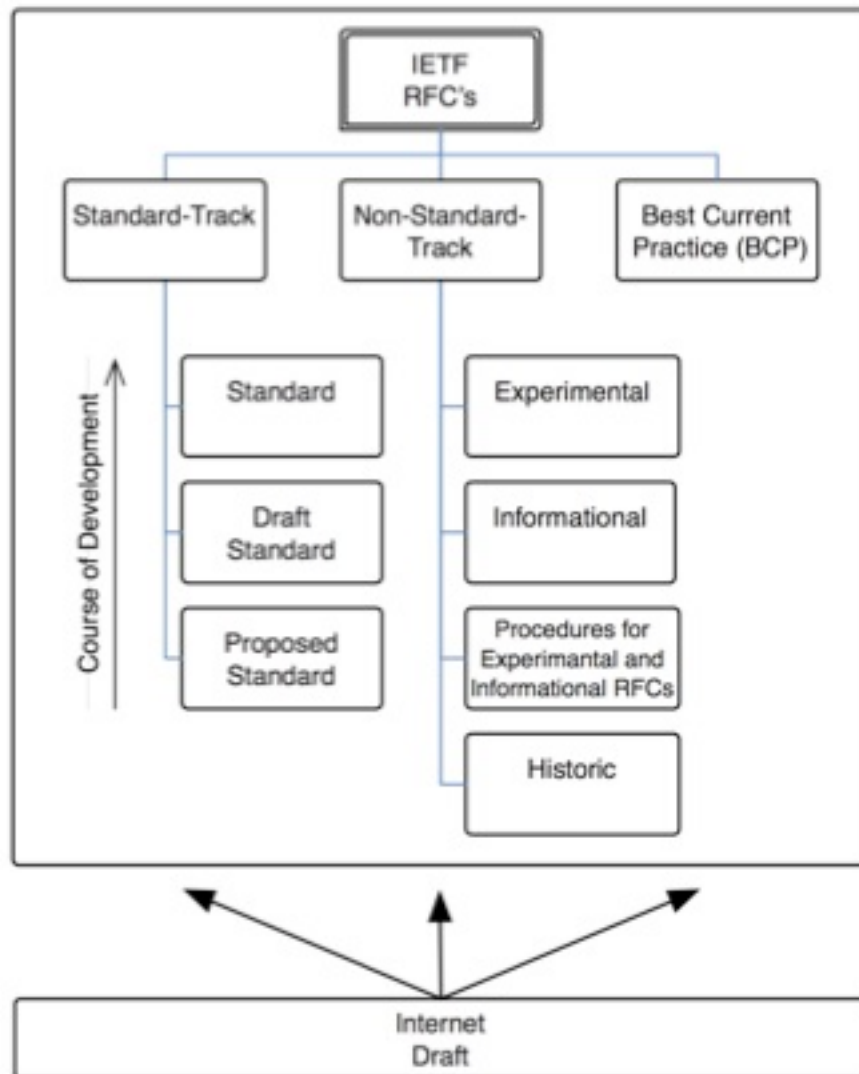 IETF
RFC's
Standard-Track
Non-Standard-
Track
Best Current
Practice (BCP)
Course of Development
Standard
Experimental
Draft
Standard
Informational
Proposed
Standard
Procedures for
Experimantal and
Informational RFCs
Historic
Internet
Draft